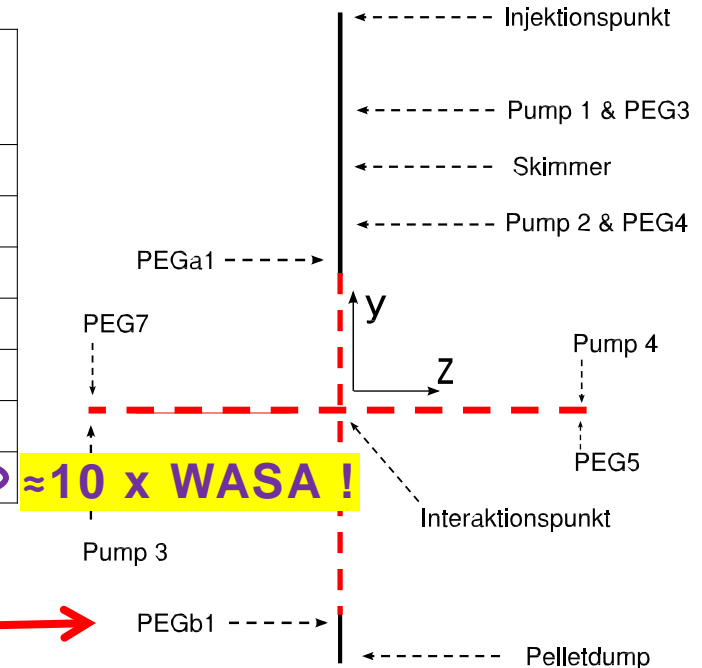 Injektionspunkt
Pump 1 & PEG3
Skimmer
Pump 2 & PEG4
PEGa1
y
PEG7
Pump 4
Z
≈10 x WASA !
PEG5
Interaktionspunkt
Pump 3
PEGb1
Pelletdump